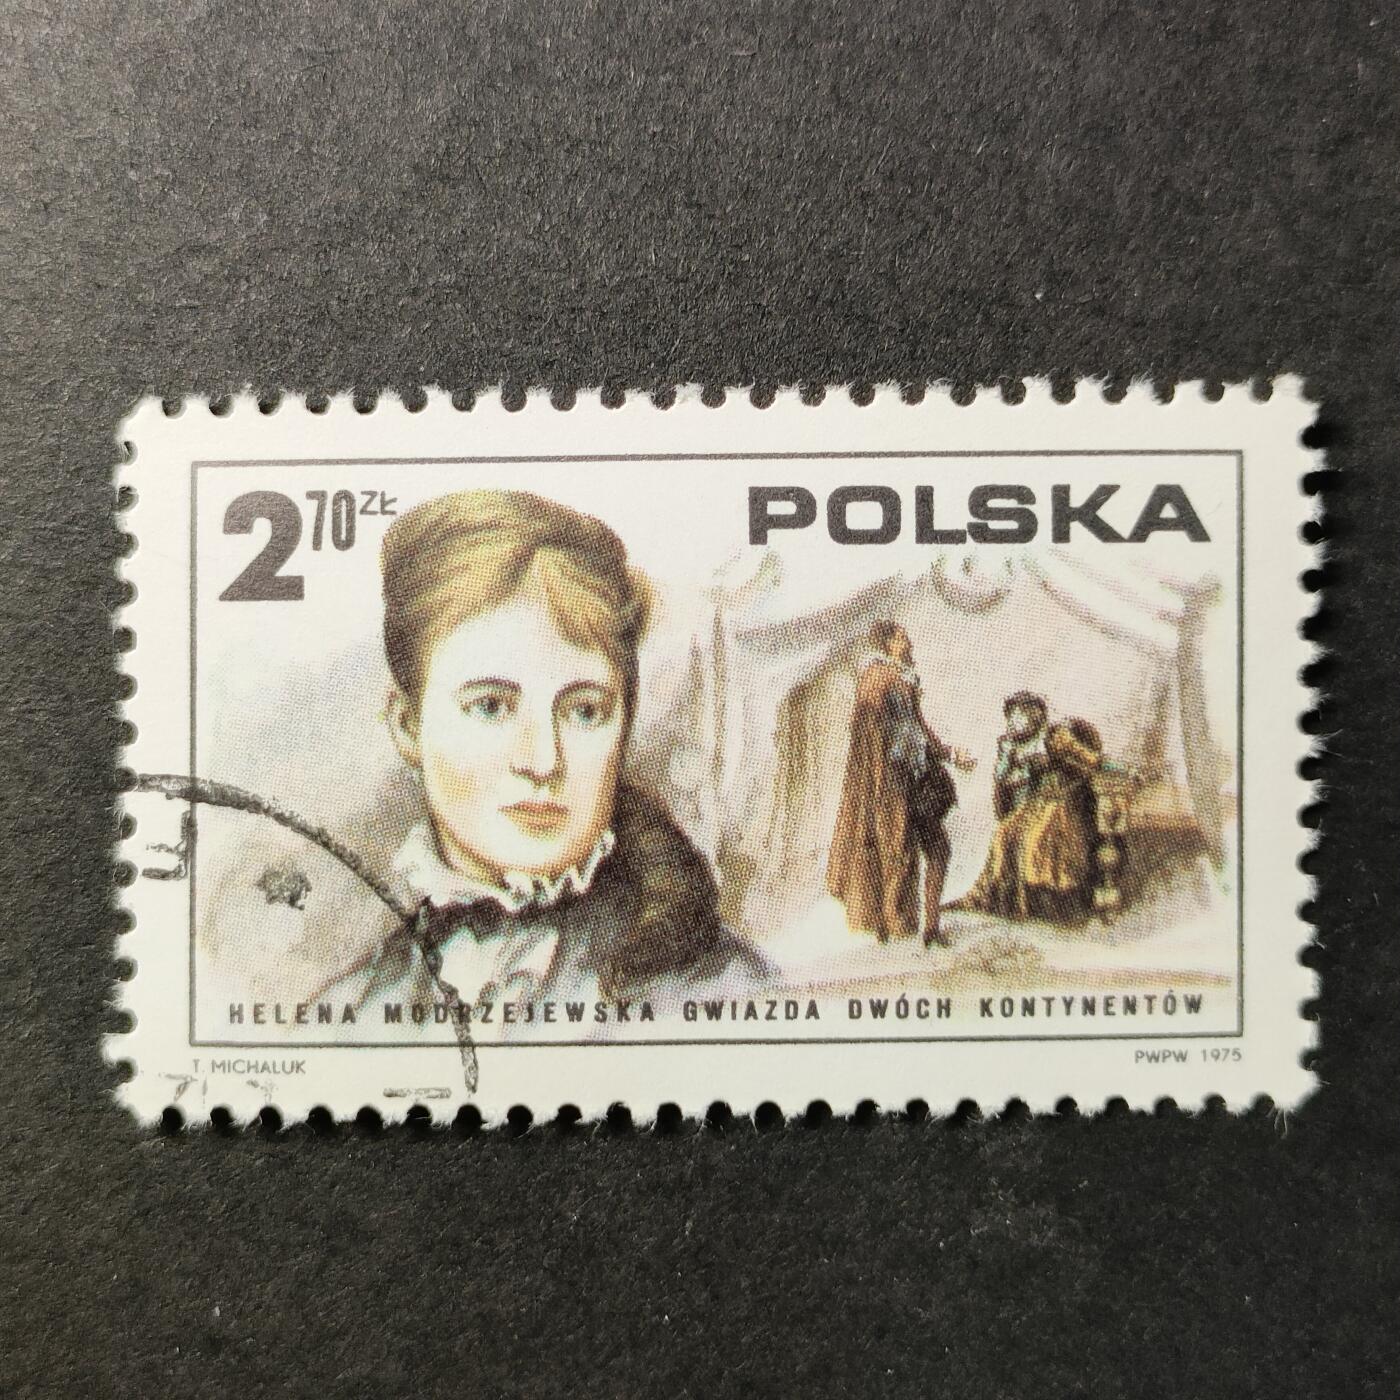 2 70 ZŁ
POLSKA
HELENA MODRZEJEWSKA GWIAZDA DWÓCH KONTYNENTÓW
T. MICHALUK
PWPW 1975